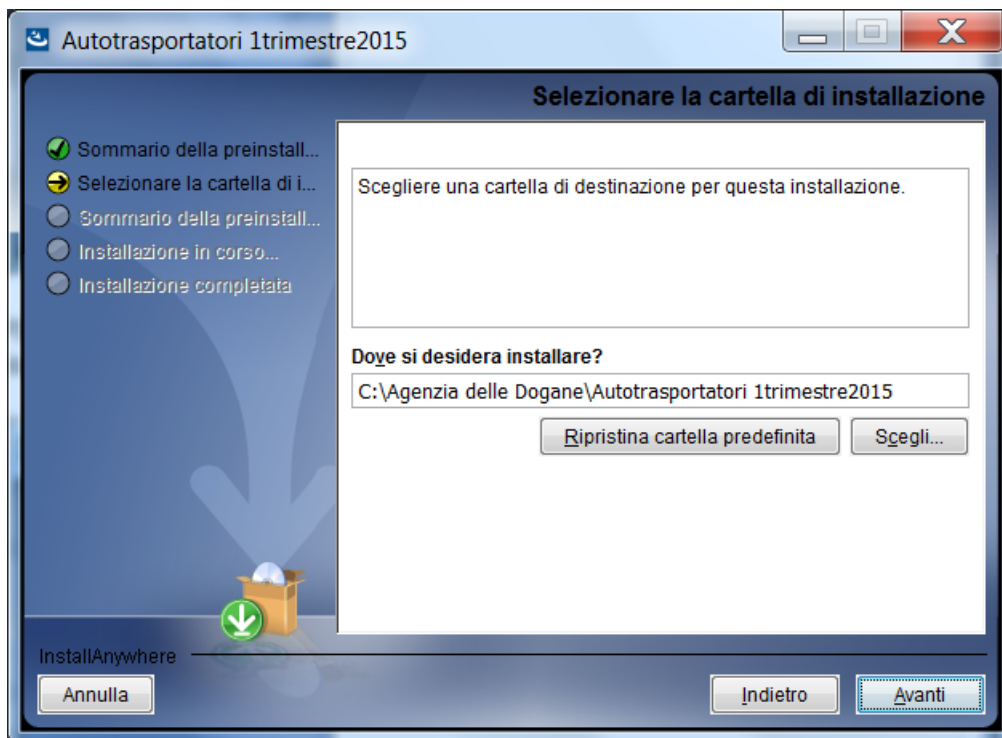 Autotrasportatori 1trimestre2015
Selezionare la cartella di installazione
Sommario della preinstall...
Selezionare la cartella di i...
Sommario della preinstall...
Installazione in corso...
Installazione completata
Scegliere una cartella di destinazione per questa installazione.
Dove si desidera installare?
C:\Agenzia delle Dogane\Autotrasportatori 1trimestre2015
Ripristina cartella predefinita
Scegli...
InstallAnywhere
Annulla
Indietro
Avanti